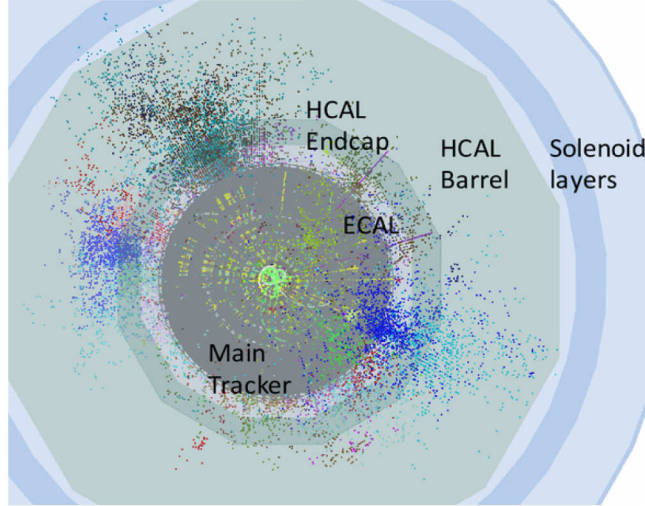 HCAL
Endcap
HCAL
Barrel
Solenoid
layers
ECAL
Main
Tracker